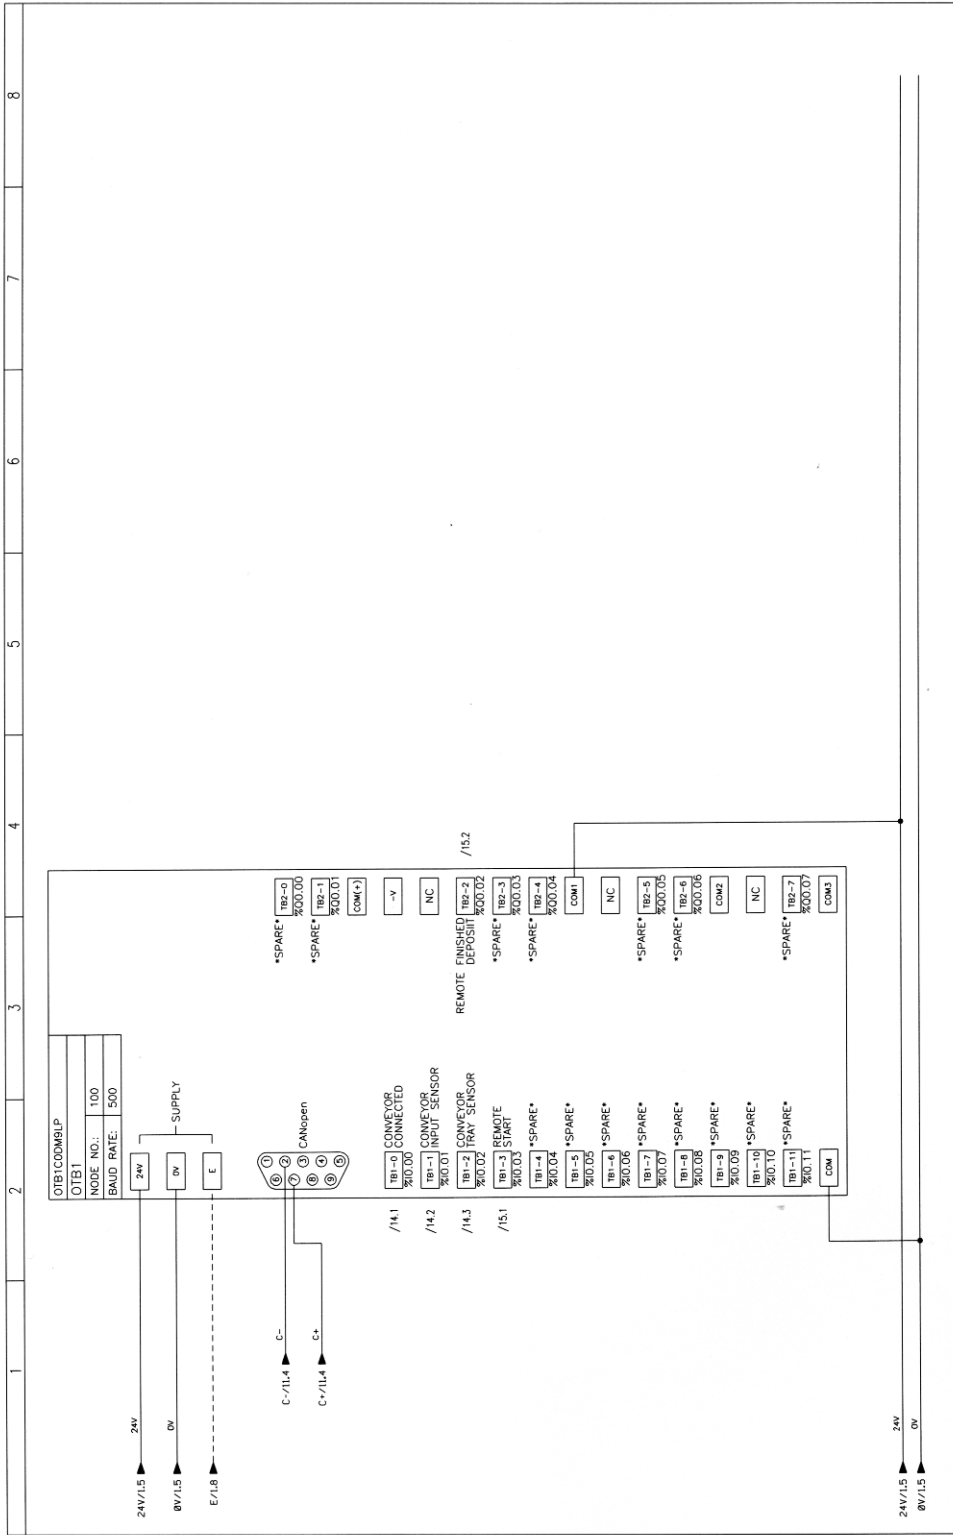 1
2
3
4
5
6
7
8
OTB1C0DM9LP
OTB1
NODE NO.: 100
BAUD RATE: 500
24V/1.5 24V 24V
0V/1.5 0V 0V
E/1.8 E
SUPPLY
C-/11.4 C-
C+/11.4 C+
1
2
3
4
5
6
7
8
9
CANopen
/14.1 TB1-0 CONVEYOR
%I0.00 CONNECTED
/14.2 TB1-1 CONVEYOR
%I0.01 INPUT SENSOR
/14.3 TB1-2 CONVEYOR
%I0.02 TRAY SENSOR
/15.1 TB1-3 REMOTE
%I0.03 START
TB1-4 *SPARE*
%I0.04
TB1-5 *SPARE*
%I0.05
TB1-6 *SPARE*
%I0.06
TB1-7 *SPARE*
%I0.07
TB1-8 *SPARE*
%I0.08
TB1-9 *SPARE*
%I0.09
TB1-10 *SPARE*
%I0.10
TB1-11 *SPARE*
%I0.11
COM
*SPARE* TB2-0
%Q0.00
*SPARE* TB2-1
%Q0.01
COM(+)
-V
NC
REMOTE FINISHED TB2-2 /15.2
DEPOSIIT %Q0.02
*SPARE* TB2-3
%Q0.03
*SPARE* TB2-4
%Q0.04
COM1
NC
*SPARE* TB2-5
%Q0.05
*SPARE* TB2-6
%Q0.06
COM2
NC
*SPARE* TB2-7
%Q0.07
COM3
24V/1.5 24V
0V/1.5 0V